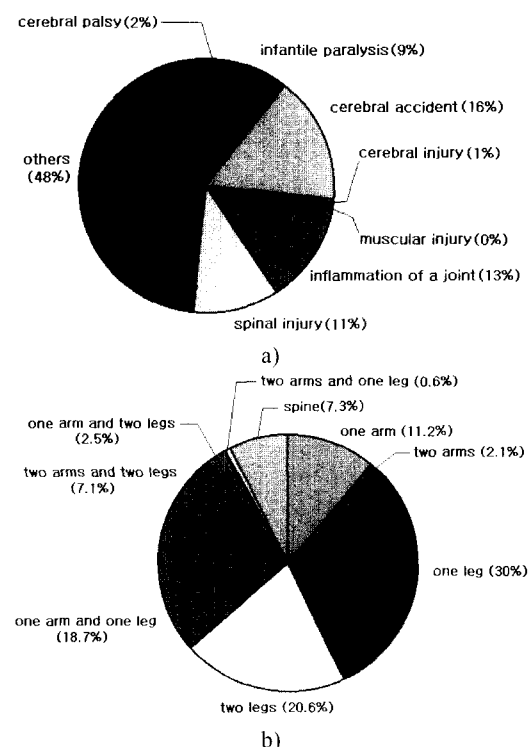 cerebral palsy (2%)
infantile paralysis (9%)
cerebral accident (16%)
others
(48%)
cerebral injury (1%)
muscular injury (0%)
inflammation of a joint (13%)
spinal injury (11%)
a)
two arms and one leg (0.6%)
one arm and two legs
(2.5%)
spine(7.3%)
one arm (11.2%)
two arms (2.1%)
two arms and two legs
(7.1%)
one leg (30%)
one arm and one leg
(18.7%)
two legs (20.6%)
b)